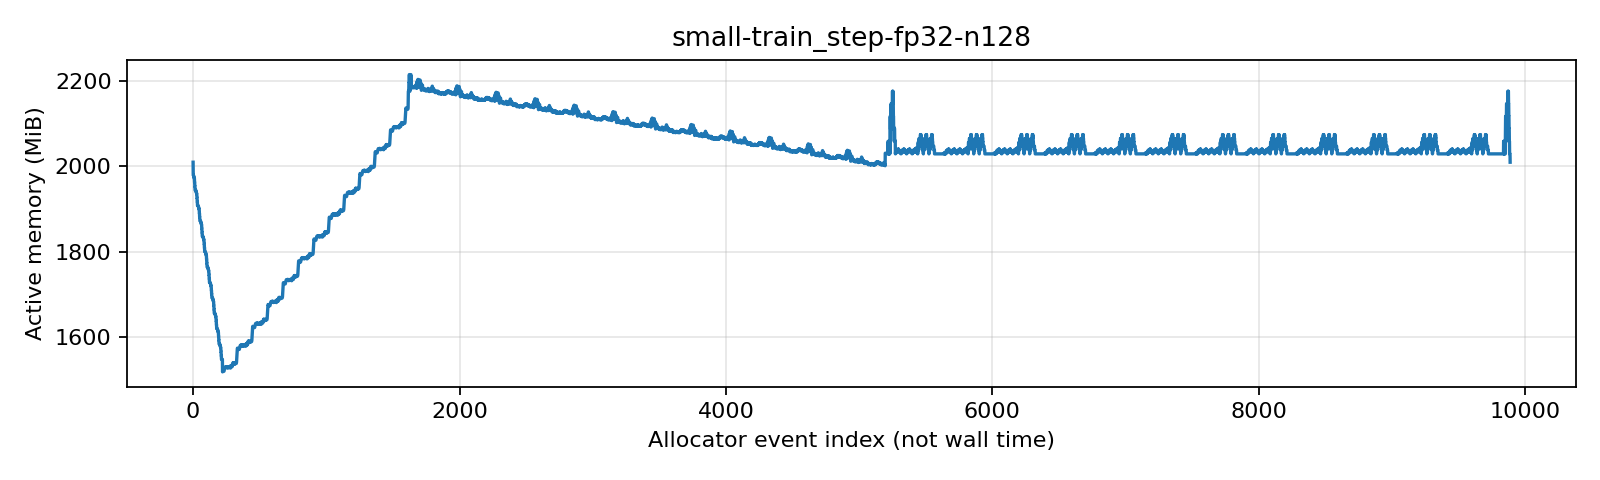 small-train_step-fp32-n128
Active memory (MiB)
2200
2000
1800
1600
0 2000 4000 6000 8000 10000
Allocator event index (not wall time)